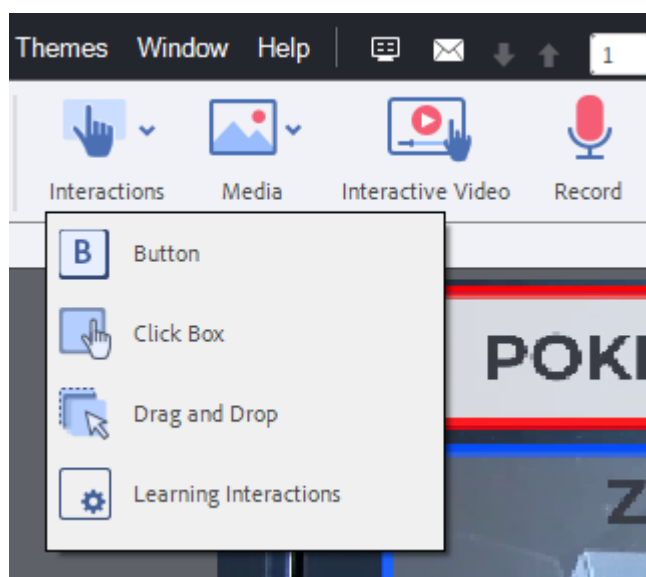 Themes Window Help 1
Interactions Media Interactive Video Record
B Button
Click Box
Drag and Drop
Learning Interactions
POK
Z